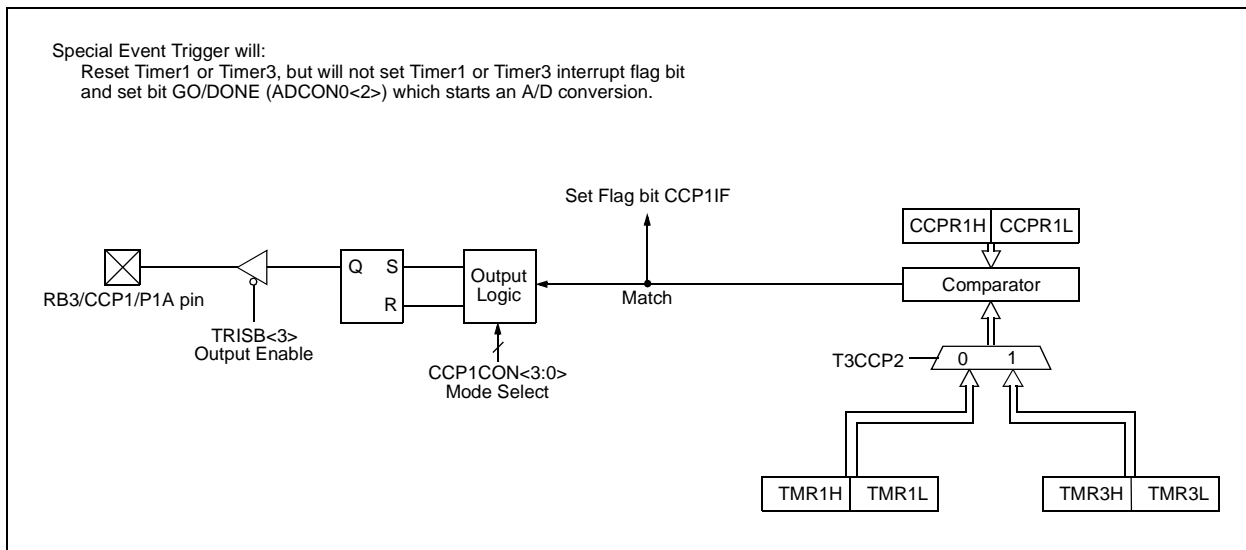 Special Event Trigger will:
Reset Timer1 or Timer3, but will not set Timer1 or Timer3 interrupt flag bit
and set bit GO/DONE (ADCON0<2>) which starts an A/D conversion.
Set Flag bit CCP1IF
CCPR1H CCPR1L
Q S
R
Output
Logic
Match
Comparator
RB3/CCP1/P1A pin
TRISB<3>
Output Enable
CCP1CON<3:0>
Mode Select
T3CCP2
0 1
TMR1H TMR1L
TMR3H TMR3L